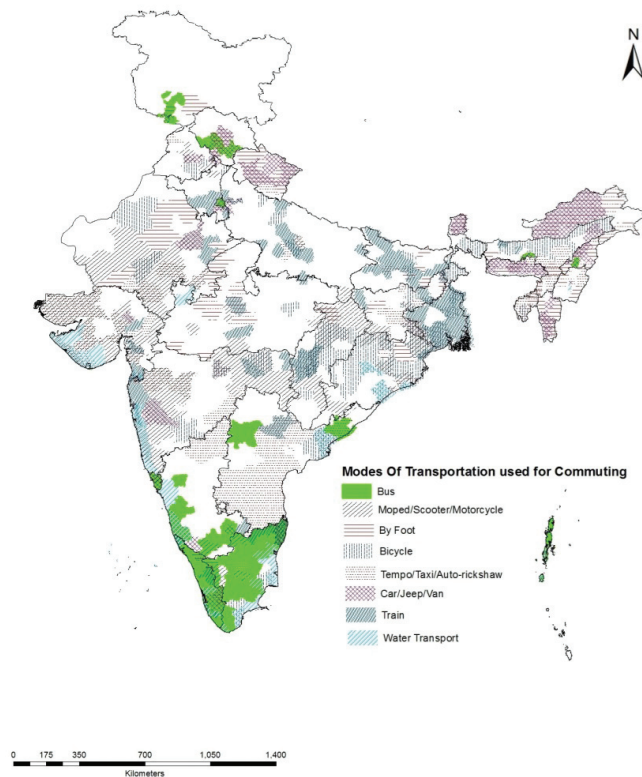 N
Modes Of Transportation used for Commuting
Bus
Moped/Scooter/Motorcycle
By Foot
Bicycle
Tempo/Taxi/Auto-rickshaw
Car/Jeep/Van
Train
Water Transport
0 175 350 700 1,050 1,400
Kilometers